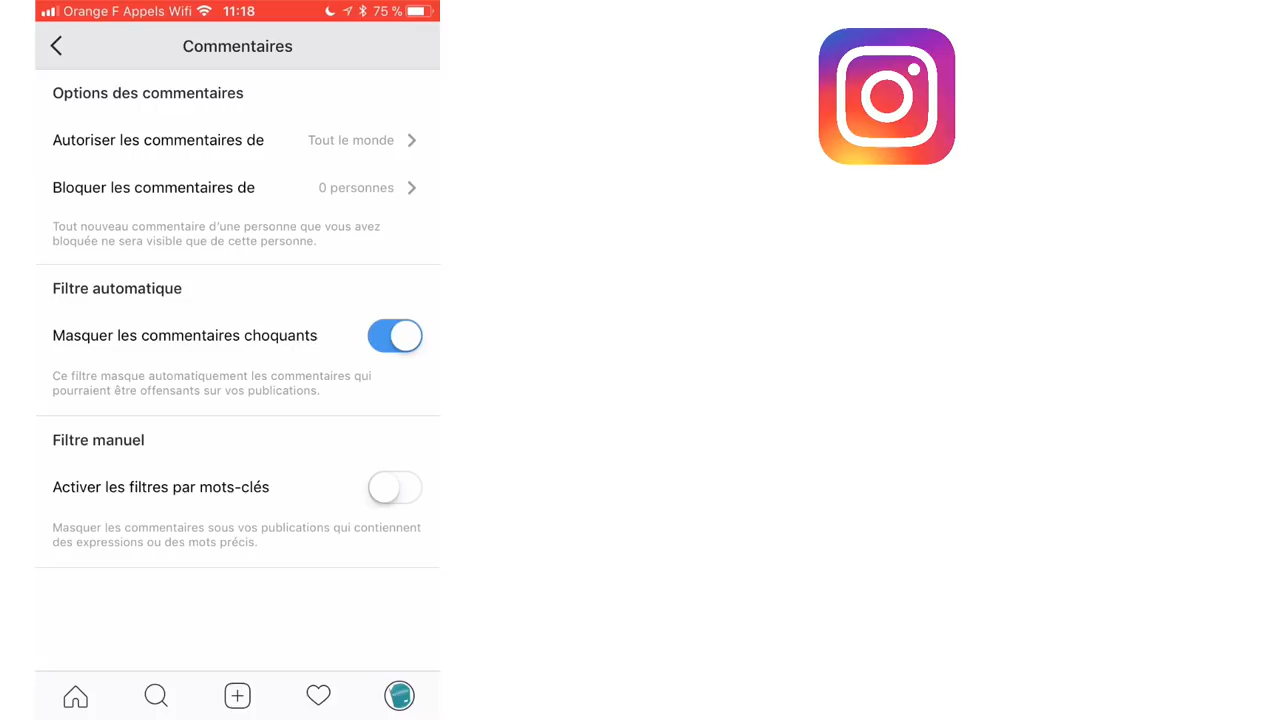 Orange F Appels Wifi 11:18 75 %
Commentaires
Options des commentaires
Autoriser les commentaires de Tout le monde
Bloquer les commentaires de 0 personnes
Tout nouveau commentaire d'une personne que vous avez
bloquée ne sera visible que de cette personne.
Filtre automatique
Masquer les commentaires choquants
Ce filtre masque automatiquement les commentaires qui
pourraient être offensants sur vos publications.
Filtre manuel
Activer les filtres par mots-clés
Masquer les commentaires sous vos publications qui contiennent
des expressions ou des mots précis.